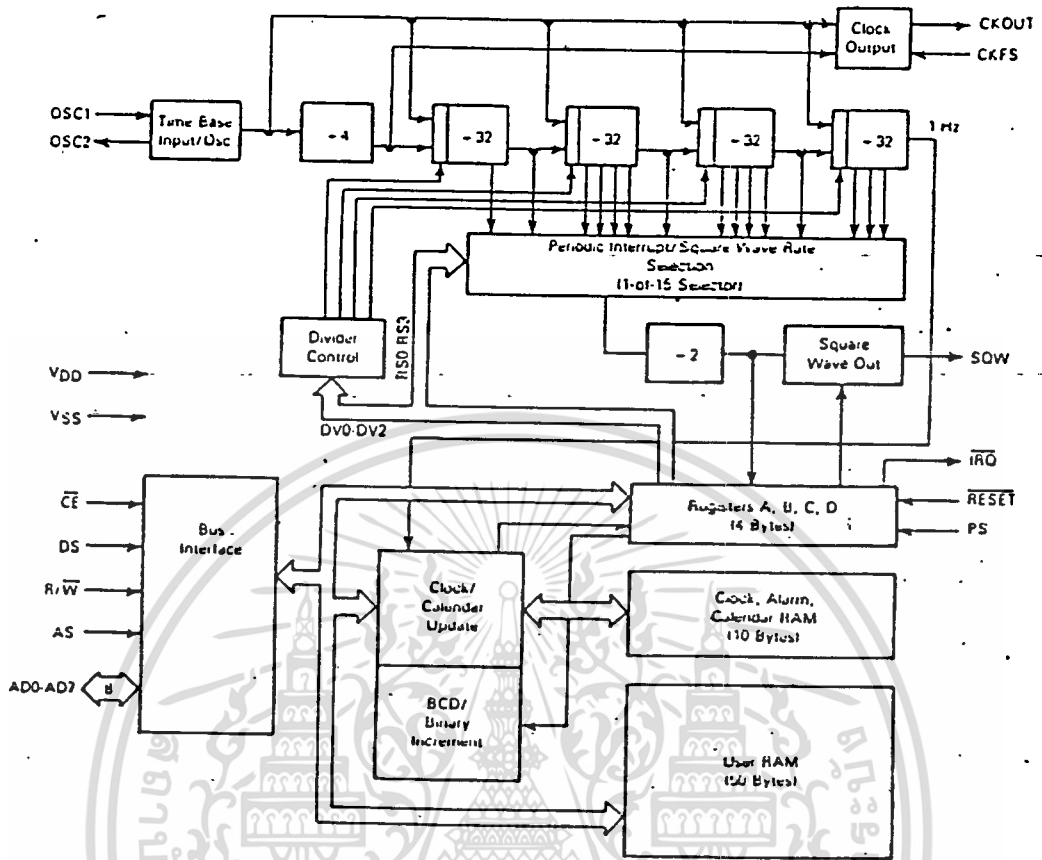 Clock
Output
CKOUT
CKFS
OSC1
OSC2
Time Base
Input/Osc
÷ 4
÷ 32
÷ 32
÷ 32
÷ 32
1 Hz
Periodic Interrupt/Square Wave Rate
Selection
(1-of-15 Selector)
Divider
Control
RS0-RS3
÷ 2
Square
Wave Out
SQW
VDD
VSS
DV0-DV2
CE
DS
R/W
AS
AD0-AD7
8
Bus
Interface
Registers A, B, C, D
(4 Bytes)
IRQ
RESET
PS
Clock/
Calendar
Update
BCD/
Binary
Increment
Clock, Alarm,
Calendar RAM
(10 Bytes)
User RAM
(50 Bytes)